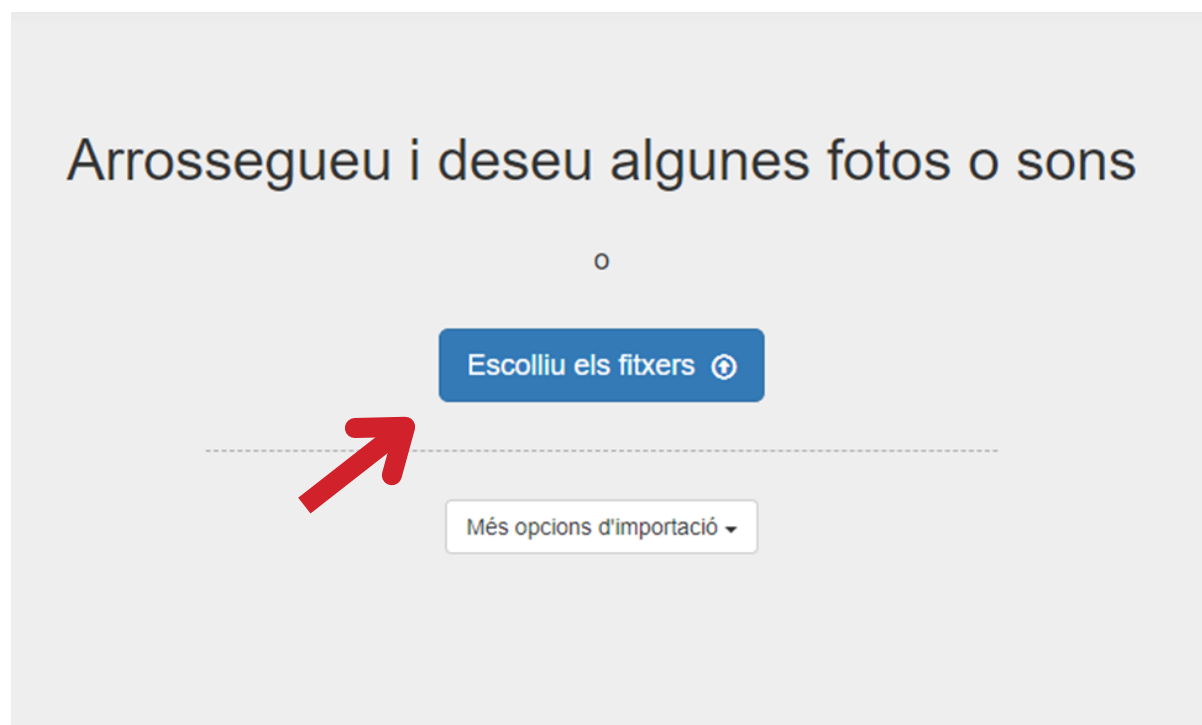 Arrossegueu i deseu algunes fotos o sons
o
Escolliu els fitxers
Més opcions d'importació